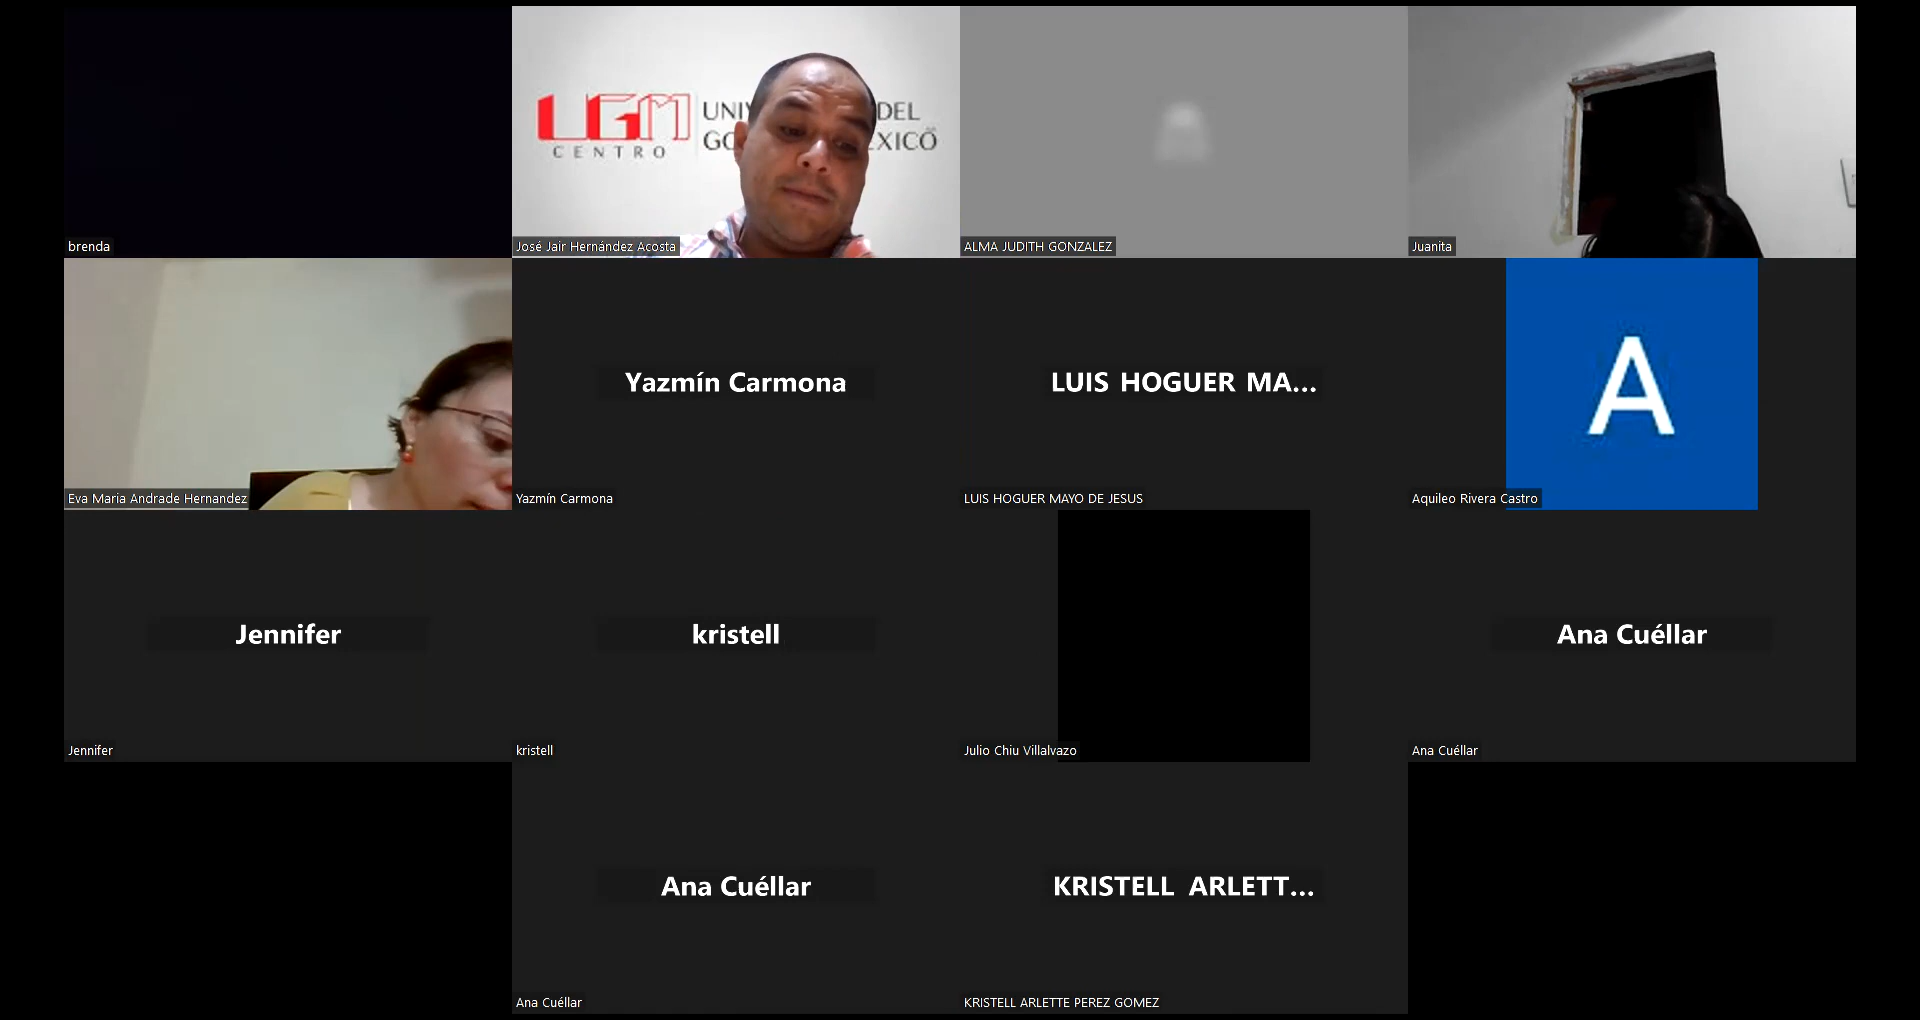 brenda
UGM
CENTRO
UNI DEL
GO XICO
José Jair Hernández Acosta
ALMA JUDITH GONZALEZ
Juanita
Eva Maria Andrade Hernandez
Yazmín Carmona
Yazmín Carmona
LUIS HOGUER MA...
LUIS HOGUER MAYO DE JESUS
A
Aquileo Rivera Castro
Jennifer
Jennifer
kristell
kristell
Julio Chiu Villalvazo
Ana Cuéllar
Ana Cuéllar
Ana Cuéllar
Ana Cuéllar
KRISTELL ARLETT...
KRISTELL ARLETTE PEREZ GOMEZ